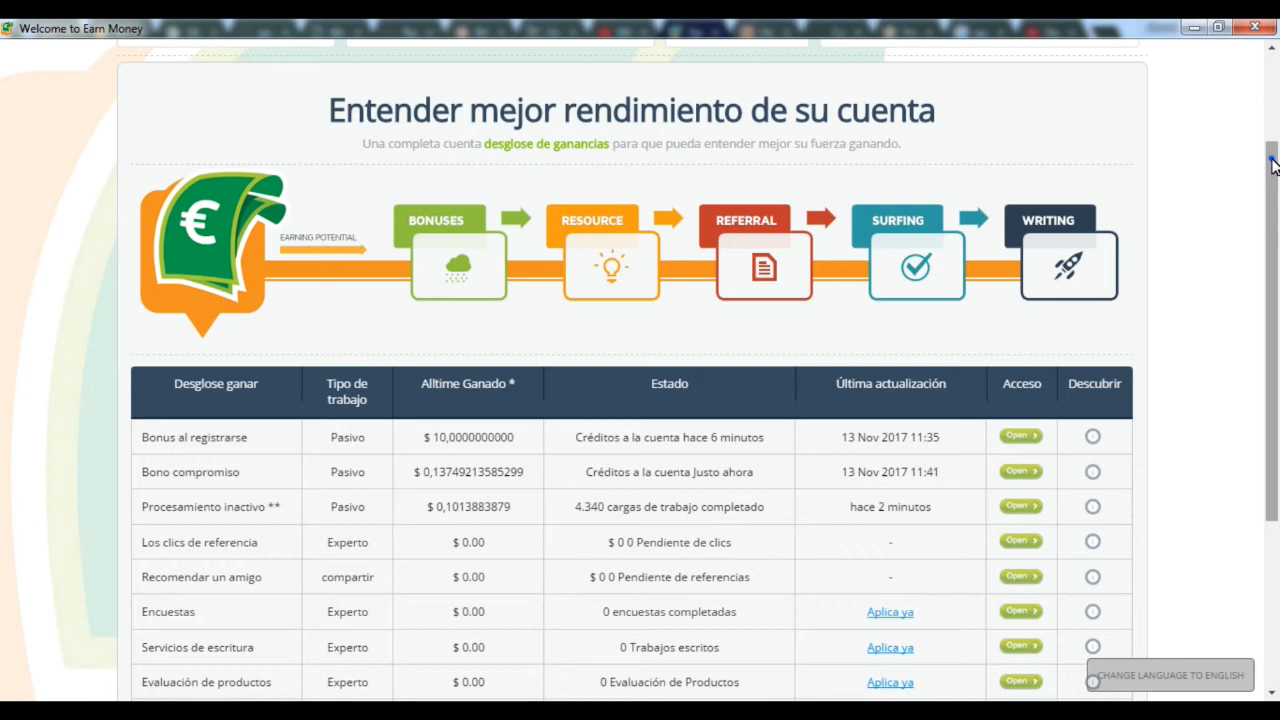 Welcome to Earn Money
Entender mejor rendimiento de su cuenta
Una completa cuenta desglose de ganancias para que pueda entender mejor su fuerza ganando.
€
EARNING POTENTIAL
BONUSES
RESOURCE
REFERRAL
SURFING
WRITING
Desglose ganar Tipo de trabajo Alltime Ganado * Estado Última actualización Acceso Descubrir
Bonus al registrarse Pasivo $ 10,0000000000 Créditos a la cuenta hace 6 minutos 13 Nov 2017 11:35 Open
Bono compromiso Pasivo $ 0,13749213585299 Créditos a la cuenta Justo ahora 13 Nov 2017 11:41 Open
Procesamiento inactivo ** Pasivo $ 0,1013883879 4.340 cargas de trabajo completado hace 2 minutos Open
Los clics de referencia Experto $ 0.00 $ 0 0 Pendiente de clics - Open
Recomendar un amigo compartir $ 0.00 $ 0 0 Pendiente de referencias - Open
Encuestas Experto $ 0.00 0 encuestas completadas Aplica ya Open
Servicios de escritura Experto $ 0.00 0 Trabajos escritos Aplica ya Open
Evaluación de productos Experto $ 0.00 0 Evaluación de Productos Aplica ya Open
CHANGE LANGUAGE TO ENGLISH